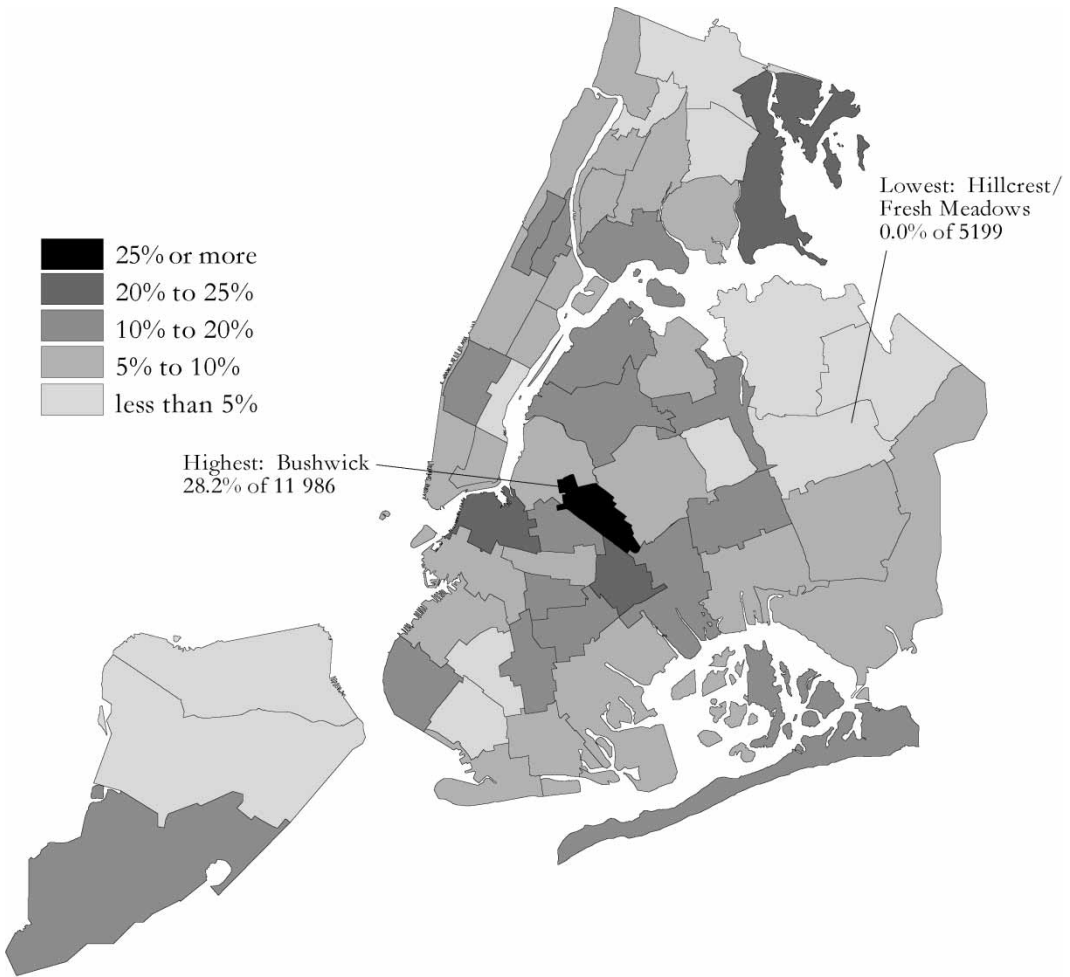 Lowest: Hillcrest/
Fresh Meadows
0.0% of 5199
25% or more
20% to 25%
10% to 20%
5% to 10%
less than 5%
Highest: Bushwick
28.2% of 11 986